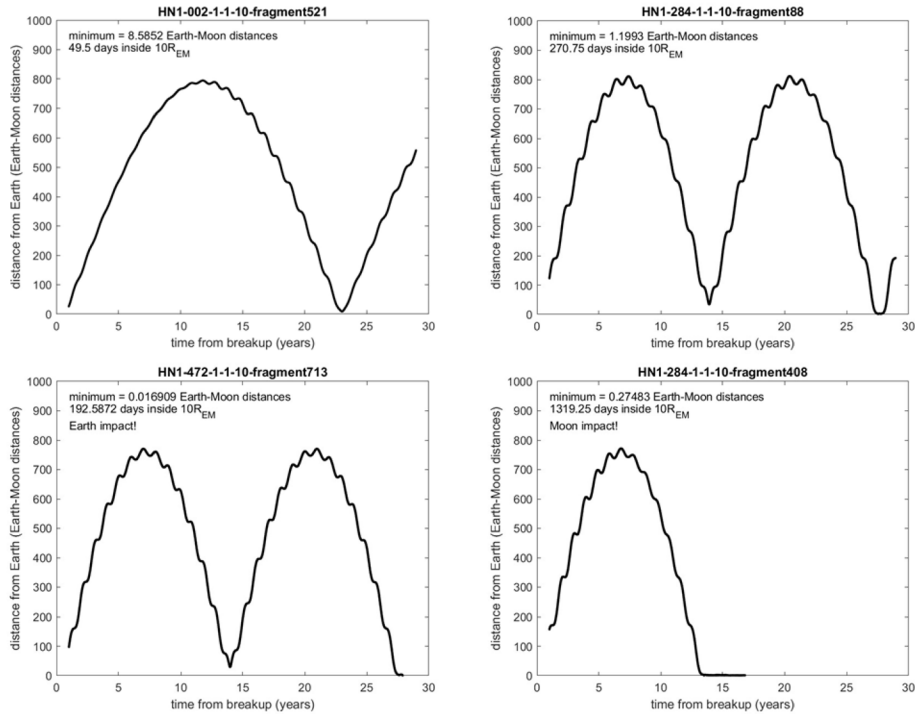 HN1-002-1-1-10-fragment521
minimum = 8.5852 Earth-Moon distances
49.5 days inside 10R_EM
distance from Earth (Earth-Moon distances)
1000
900
800
700
600
500
400
300
200
100
0
0 5 10 15 20 25 30
time from breakup (years)
HN1-284-1-1-10-fragment88
minimum = 1.1993 Earth-Moon distances
270.75 days inside 10R_EM
distance from Earth (Earth-Moon distances)
1000
900
800
700
600
500
400
300
200
100
0
0 5 10 15 20 25 30
time from breakup (years)
HN1-472-1-1-10-fragment713
minimum = 0.016909 Earth-Moon distances
192.5872 days inside 10R_EM
Earth impact!
distance from Earth (Earth-Moon distances)
1000
900
800
700
600
500
400
300
200
100
0
0 5 10 15 20 25 30
time from breakup (years)
HN1-284-1-1-10-fragment408
minimum = 0.27483 Earth-Moon distances
1319.25 days inside 10R_EM
Moon impact!
distance from Earth (Earth-Moon distances)
1000
900
800
700
600
500
400
300
200
100
0
0 5 10 15 20 25 30
time from breakup (years)